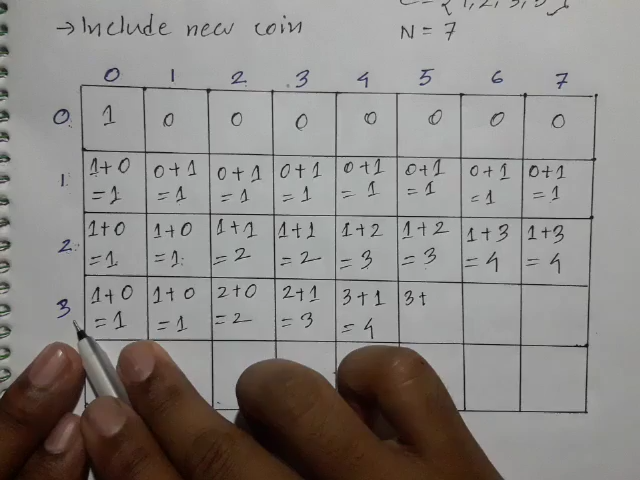 → Include new coin
N = 7
0 1 2 3 4 5 6 7
0. 1 0 0 0 0 0 0 0
1. 1+0 0+1 0+1 0+1 0+1 0+1 0+1 0+1
=1 =1 =1 =1 =1 =1 =1 =1
2. 1+0 1+0 1+1 1+1 1+2 1+2 1+3 1+3
=1 =1. =2 =2 =3 =3 =4 =4
3. 1+0 1+0 2+0 2+1 3+1 3+
=1 =1 =2 =3 =4